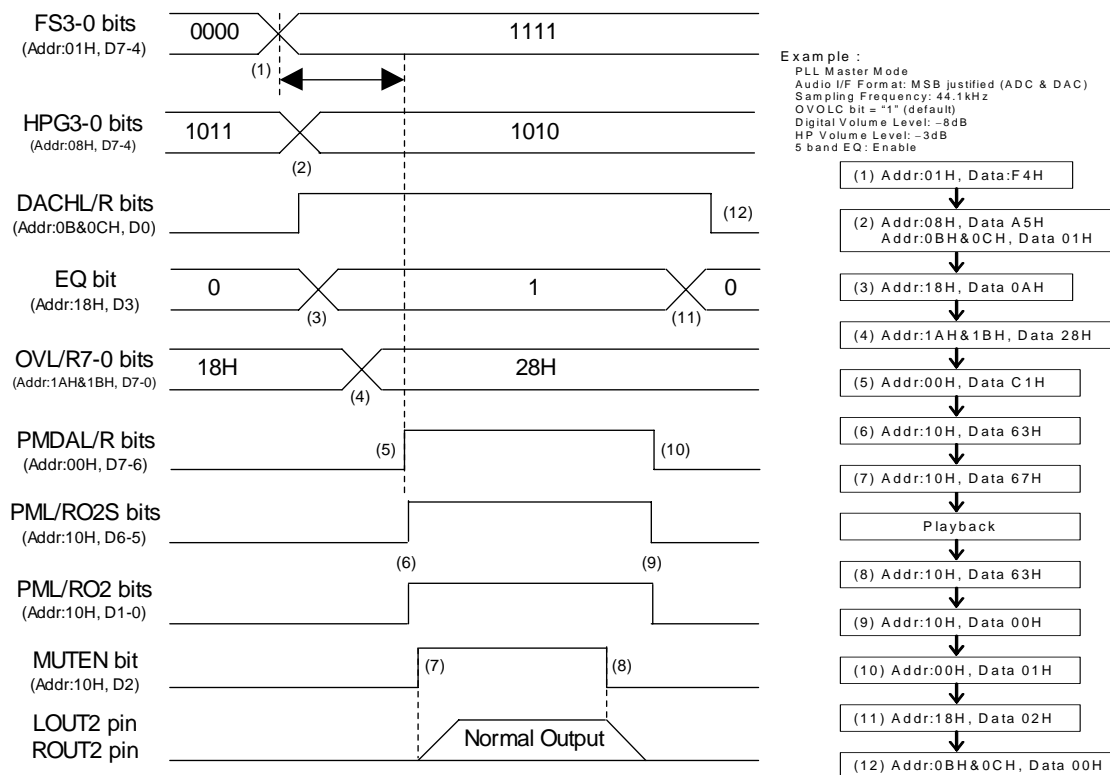 FS3-0 bits
(Addr:01H, D7-4)
0000
1111
(1)
HPG3-0 bits
(Addr:08H, D7-4)
1011
1010
(2)
DACHL/R bits
(Addr:0B&0CH, D0)
(12)
EQ bit
(Addr:18H, D3)
0
1
0
(3)
(11)
OVL/R7-0 bits
(Addr:1AH&1BH, D7-0)
18H
28H
(4)
PMDAL/R bits
(Addr:00H, D7-6)
(5)
(10)
PML/RO2S bits
(Addr:10H, D6-5)
(6)
(9)
PML/RO2 bits
(Addr:10H, D1-0)
MUTEN bit
(Addr:10H, D2)
(7)
(8)
LOUT2 pin
ROUT2 pin
Normal Output
Example :
PLL Master Mode
Audio I/F Format: MSB justified (ADC & DAC)
Sampling Frequency: 44.1kHz
OVOLC bit = “1” (default)
Digital Volume Level: −8dB
HP Volume Level: −3dB
5 band EQ: Enable
(1) Addr:01H, Data:F4H
(2) Addr:08H, Data A5H
Addr:0BH&0CH, Data 01H
(3) Addr:18H, Data 0AH
(4) Addr:1AH&1BH, Data 28H
(5) Addr:00H, Data C1H
(6) Addr:10H, Data 63H
(7) Addr:10H, Data 67H
Playback
(8) Addr:10H, Data 63H
(9) Addr:10H, Data 00H
(10) Addr:00H, Data 01H
(11) Addr:18H, Data 02H
(12) Addr:0BH&0CH, Data 00H